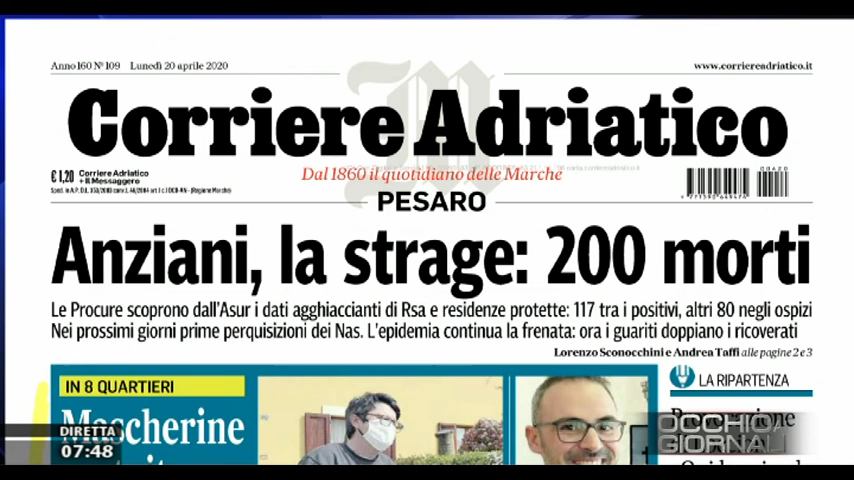 Anno 160 N° 109 Lunedì 20 aprile 2020
www.corriereadriatico.it
Corriere Adriatico
€ 1,20 Corriere Adriatico
+ Il Messaggero
Dal 1860 il quotidiano delle Marche
00420
PESARO
Anziani, la strage: 200 morti
Le Procure scoprono dall'Asur i dati agghiaccianti di Rsa e residenze protette: 117 tra i positivi, altri 80 negli ospizi
Nei prossimi giorni prime perquisizioni dei Nas. L'epidemia continua la frenata: ora i guariti doppiano i ricoverati
Lorenzo Sconocchini e Andrea Taffi alle pagine 2 e 3
IN 8 QUARTIERI
Mascherine
LA RIPARTENZA
DIRETTA
07:48
OCCHIO
GIORNALI